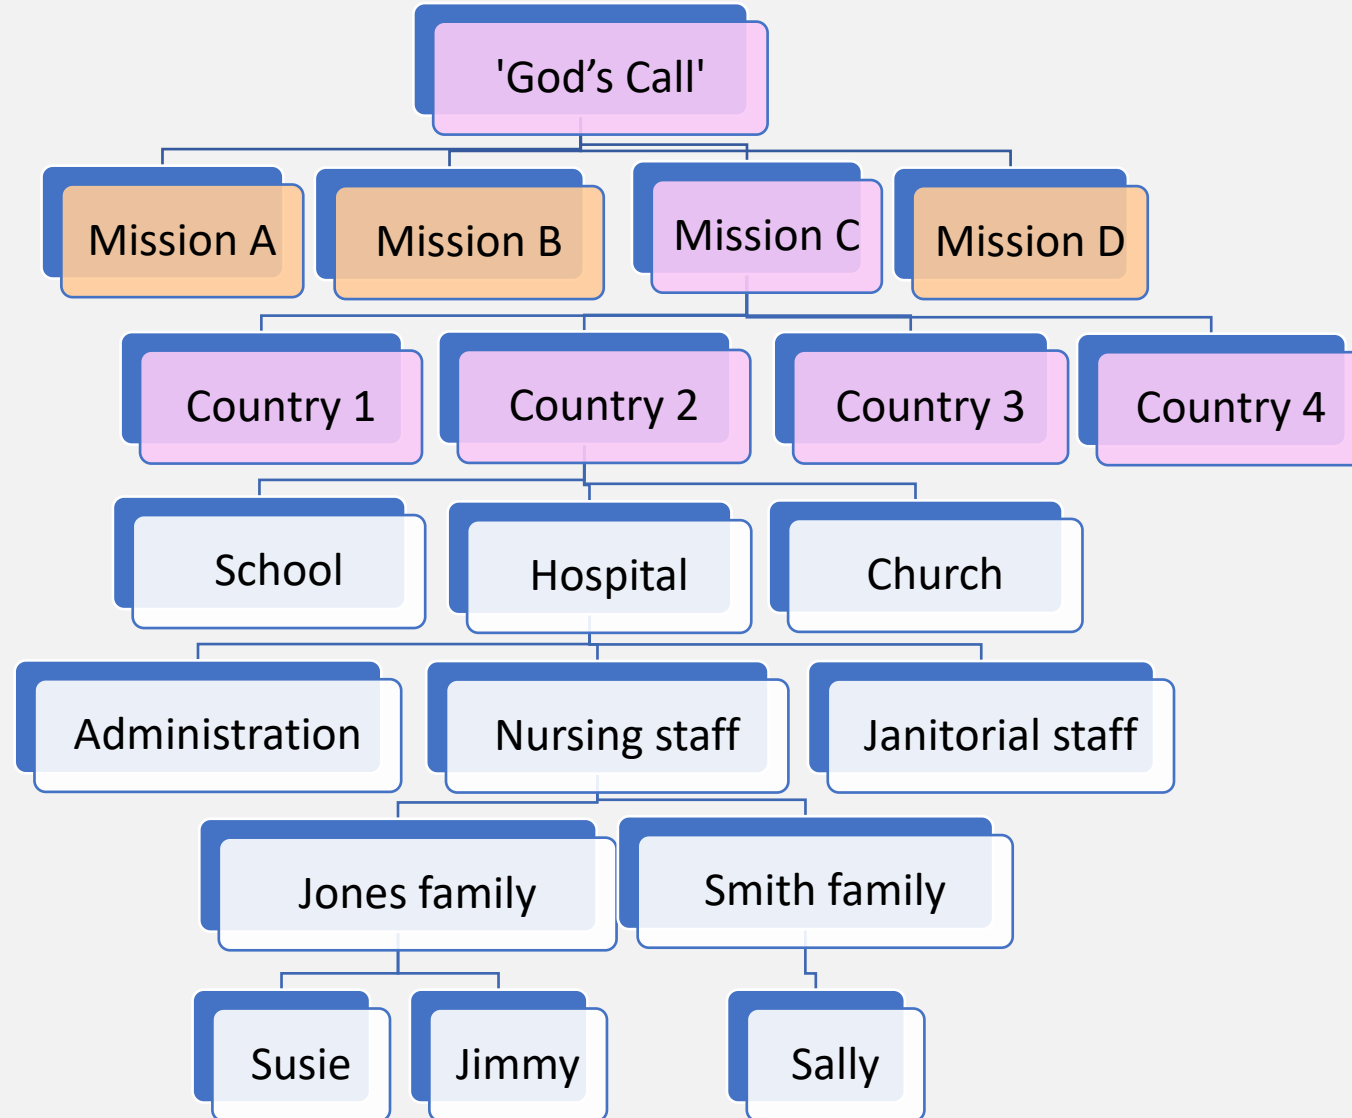 'God’s Call'
Mission A
Mission B
Mission C
Mission D
Country 1
Country 2
Country 3
Country 4
School
Hospital
Church
Administration
Nursing staff
Janitorial staff
Jones family
Smith family
Susie
Jimmy
Sally